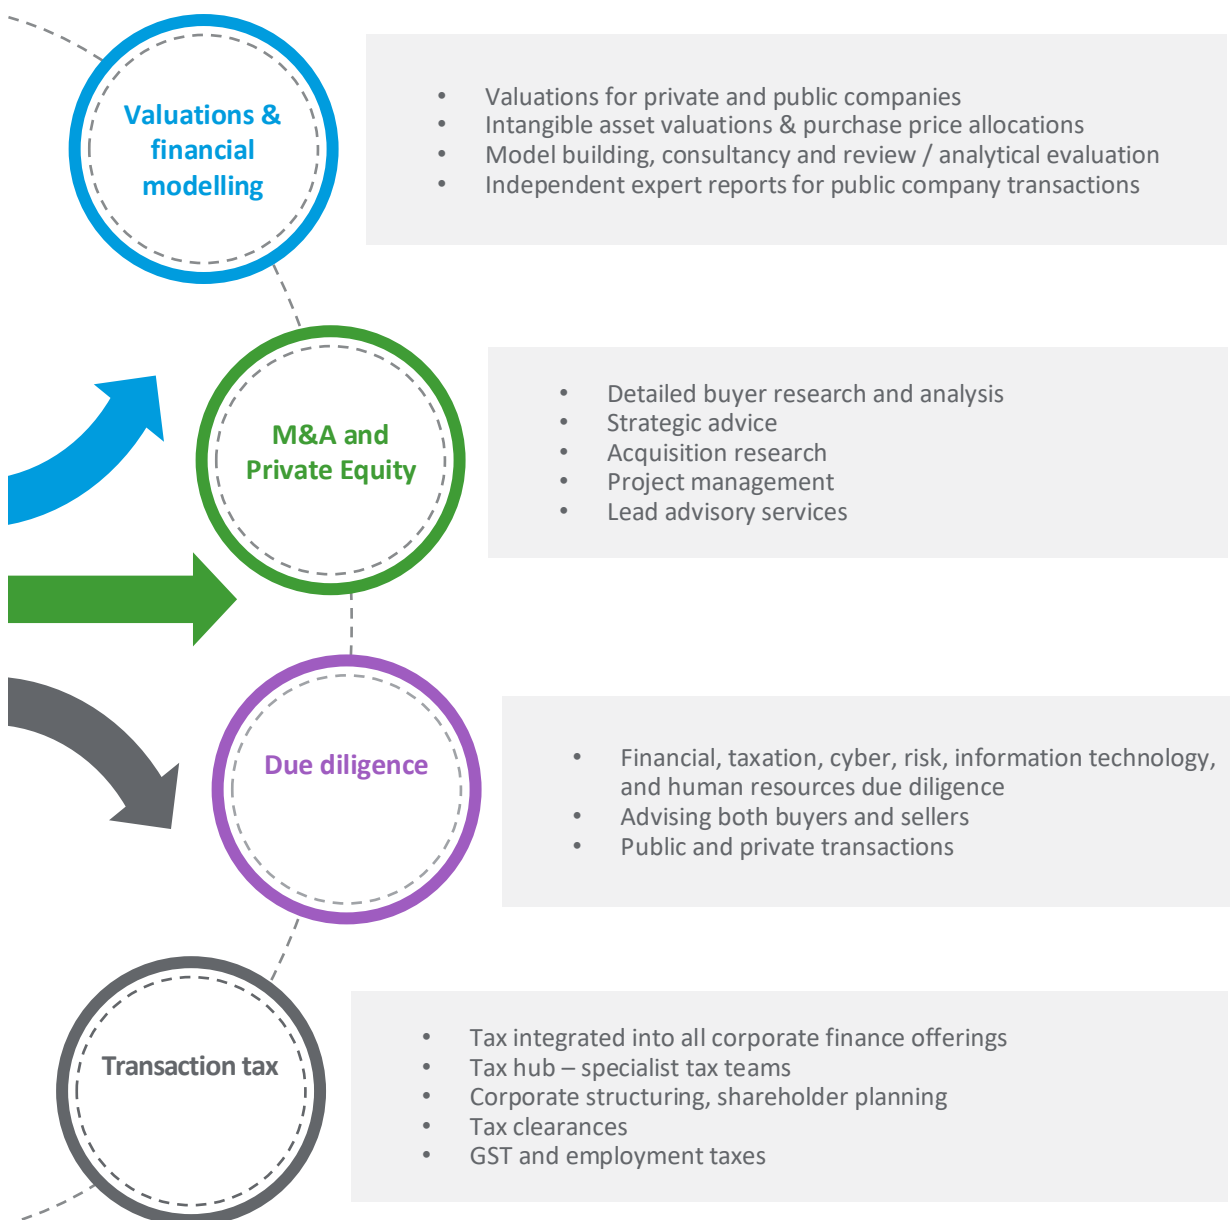 Valuations &
financial
modelling
• Valuations for private and public companies
• Intangible asset valuations & purchase price allocations
• Model building, consultancy and review / analytical evaluation
• Independent expert reports for public company transactions
M&A and
Private Equity
• Detailed buyer research and analysis
• Strategic advice
• Acquisition research
• Project management
• Lead advisory services
Due diligence
• Financial, taxation, cyber, risk, information technology,
and human resources due diligence
• Advising both buyers and sellers
• Public and private transactions
Transaction tax
• Tax integrated into all corporate finance offerings
• Tax hub – specialist tax teams
• Corporate structuring, shareholder planning
• Tax clearances
• GST and employment taxes